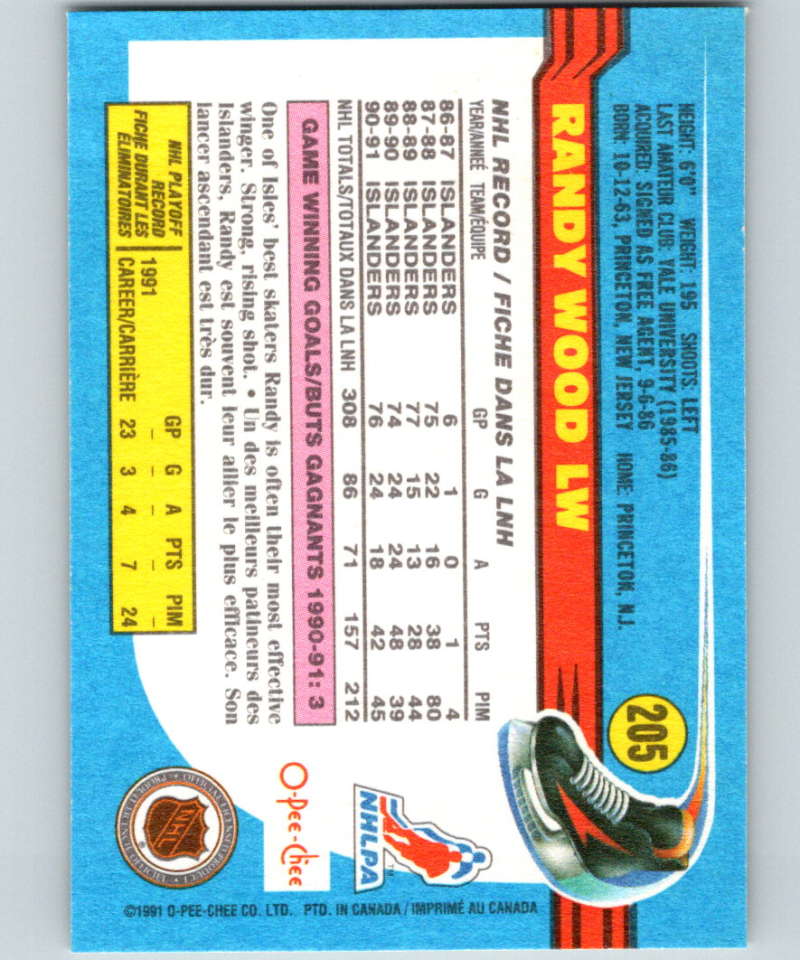 HEIGHT: 6'0" WEIGHT: 195 SHOOTS: LEFT
LAST AMATEUR CLUB: YALE UNIVERSITY (1985-86)
ACQUIRED: SIGNED AS FREE AGENT, 9-6-86
BORN: 10-12-63, PRINCETON, NEW JERSEY HOME: PRINCETON, N.J.
205
RANDY WOOD LW
NHL RECORD / FICHE DANS LA LNH
YEAR/ANNÉE TEAM/ÉQUIPE GP G A PTS PIM
86-87 ISLANDERS 6 1 0 1 4
87-88 ISLANDERS 75 22 16 38 80
88-89 ISLANDERS 77 15 13 28 44
89-90 ISLANDERS 74 24 24 48 39
90-91 ISLANDERS 76 24 18 42 45
NHL TOTALS/TOTAUX DANS LA LNH 308 86 71 157 212
GAME WINNING GOALS/BUTS GAGNANTS 1990-91: 3
One of Isles' best skaters Randy is often their most effective
winger. Strong, rising shot. • Un des meilleurs patineurs des
Islanders, Randy est souvent leur ailier le plus efficace. Son
lancer ascendant est très dur.
NHL PLAYOFF
RECORD
FICHE DURANT LES
ÉLIMINATOIRES
GP G A PTS PIM
1991 – – – – –
CAREER/CARRIÈRE 23 3 4 7 24
NHLPA
TM
O-Pee-Chee
NHL
®
©1991 O-PEE-CHEE CO. LTD. PTD. IN CANADA / IMPRIMÉ AU CANADA